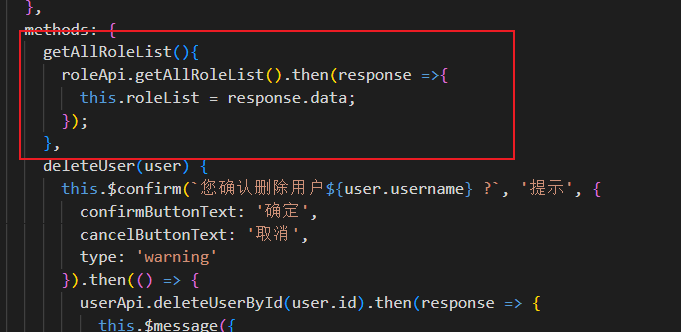 },
methods: {
getAllRoleList(){
roleApi.getAllRoleList().then(response =>{
this.roleList = response.data;
});
},
deleteUser(user) {
this.$confirm(`您确认删除用户${user.username} ?`, '提示', {
confirmButtonText: '确定',
cancelButtonText: '取消',
type: 'warning'
}).then(() => {
userApi.deleteUserById(user.id).then(response => {
this.$message({